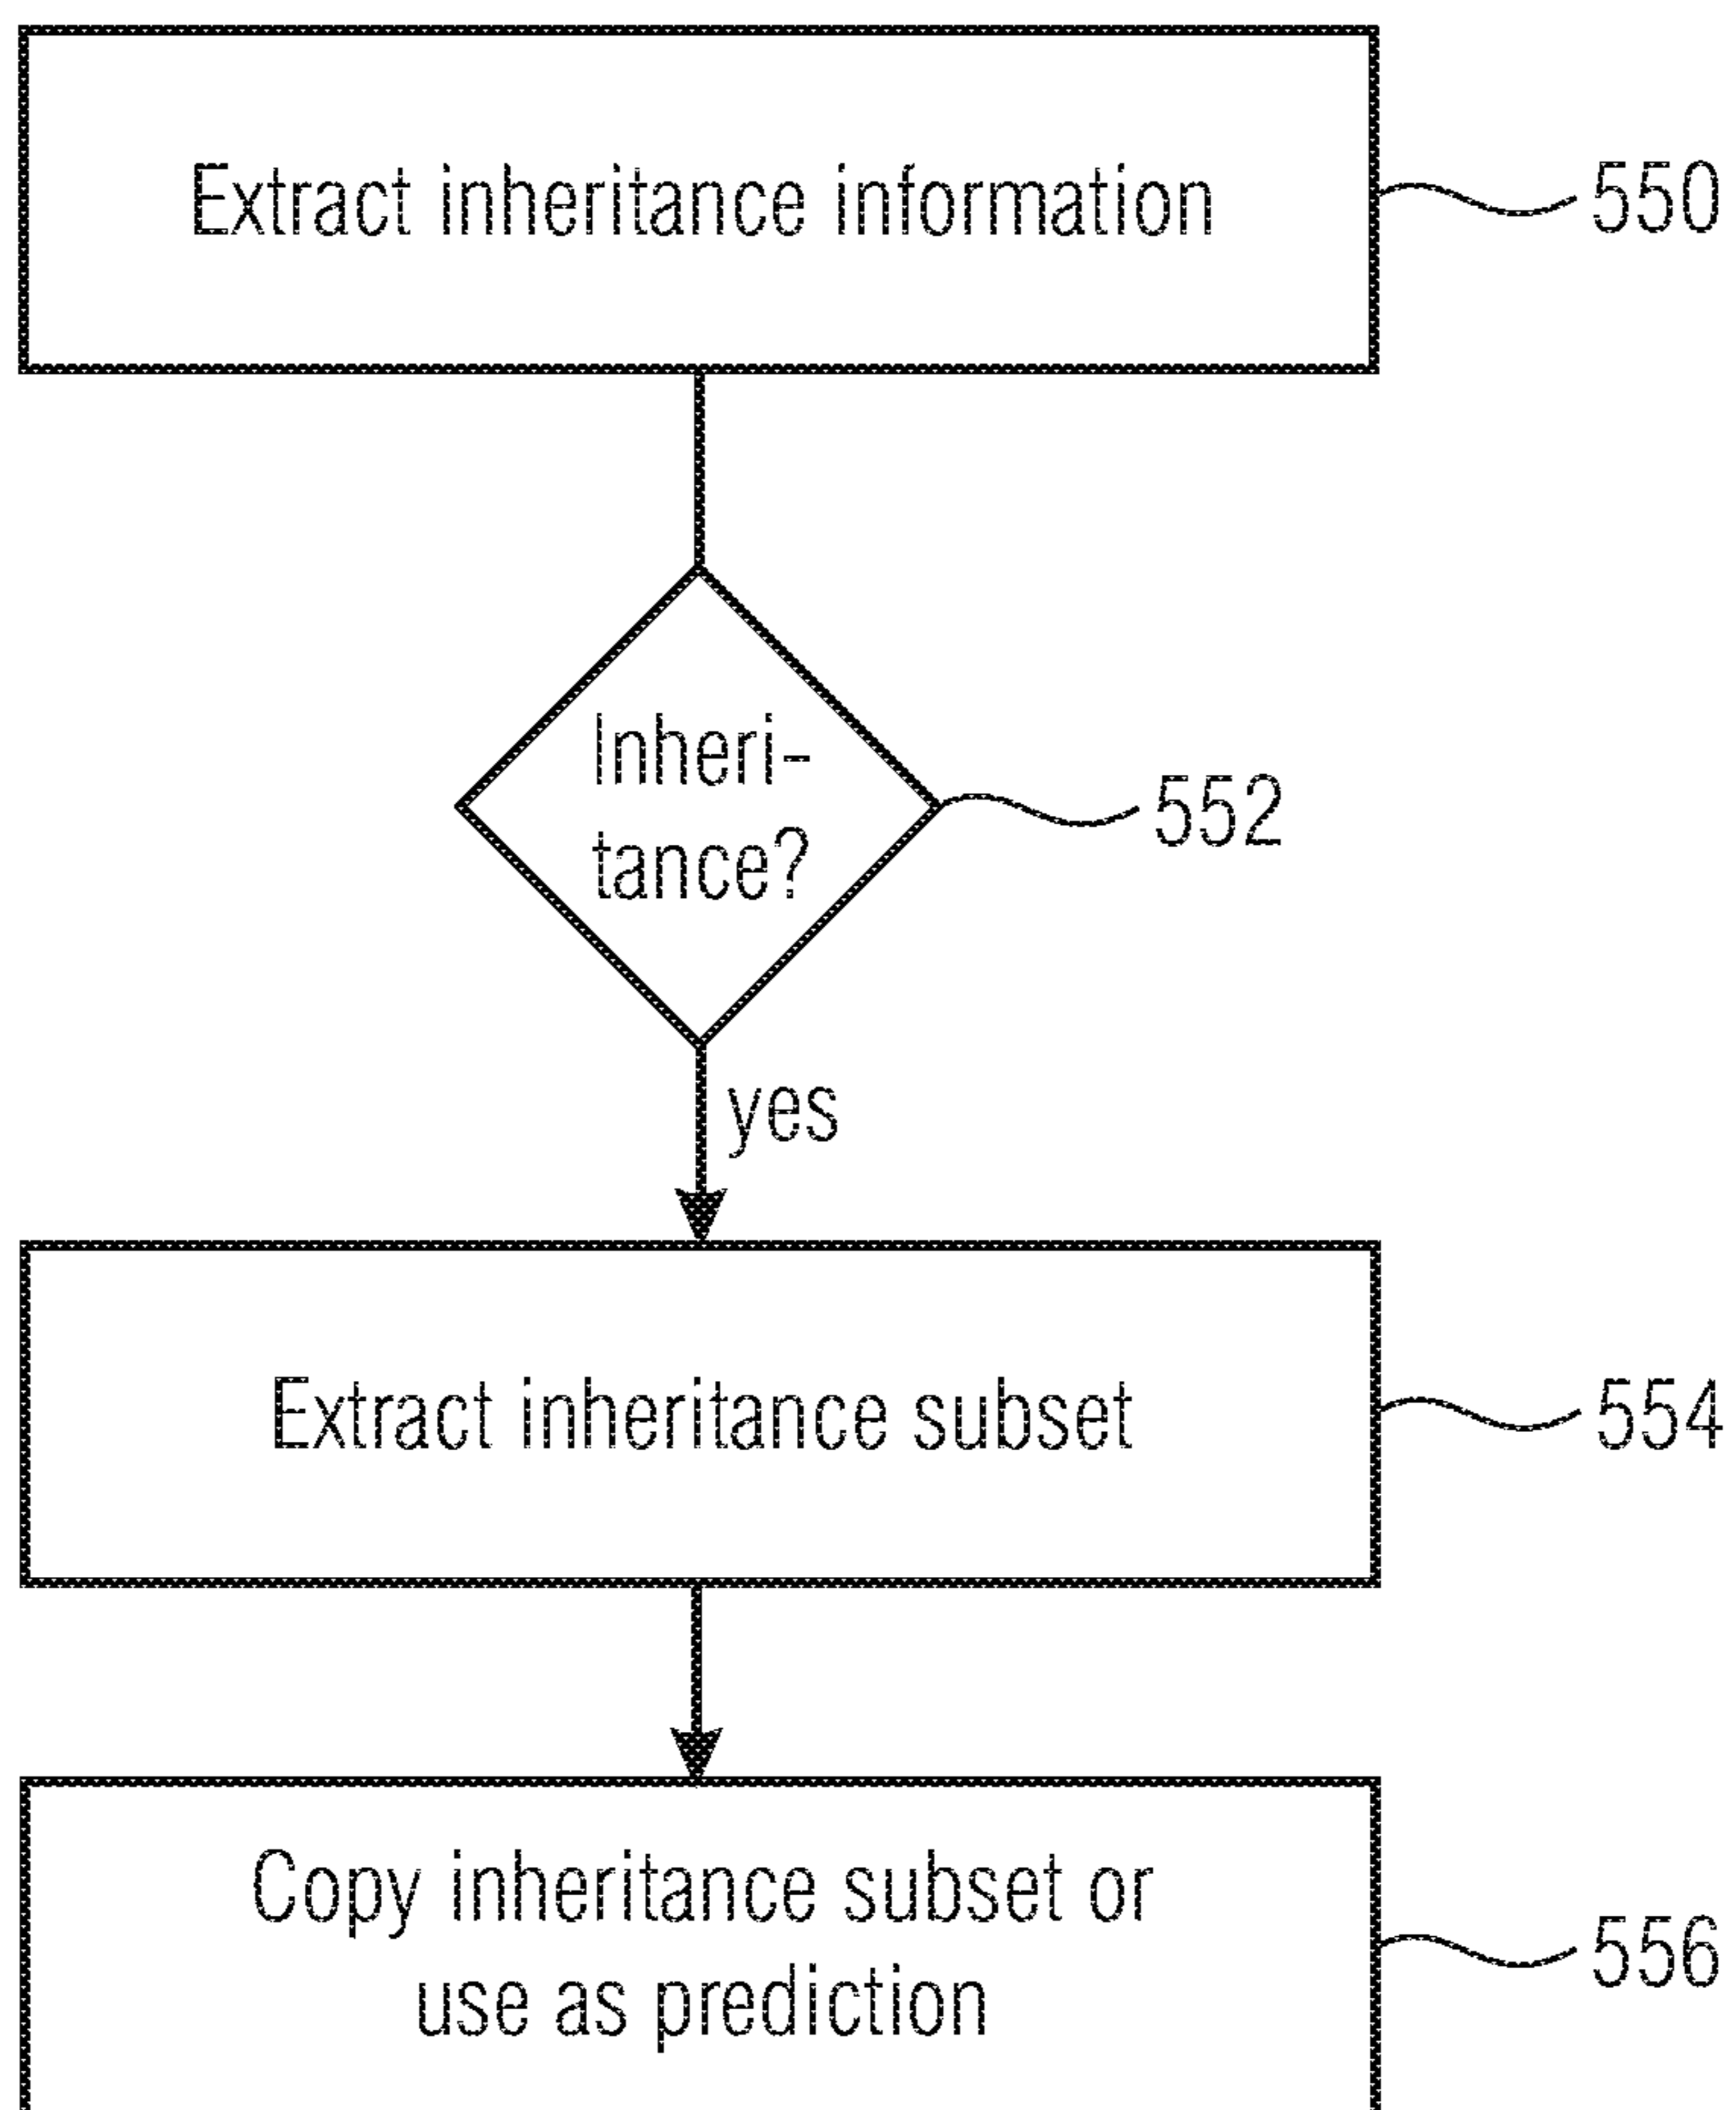 Extract inheritance information
550
Inheri-
tance?
552
yes
Extract inheritance subset
554
Copy inheritance subset or
use as prediction
556